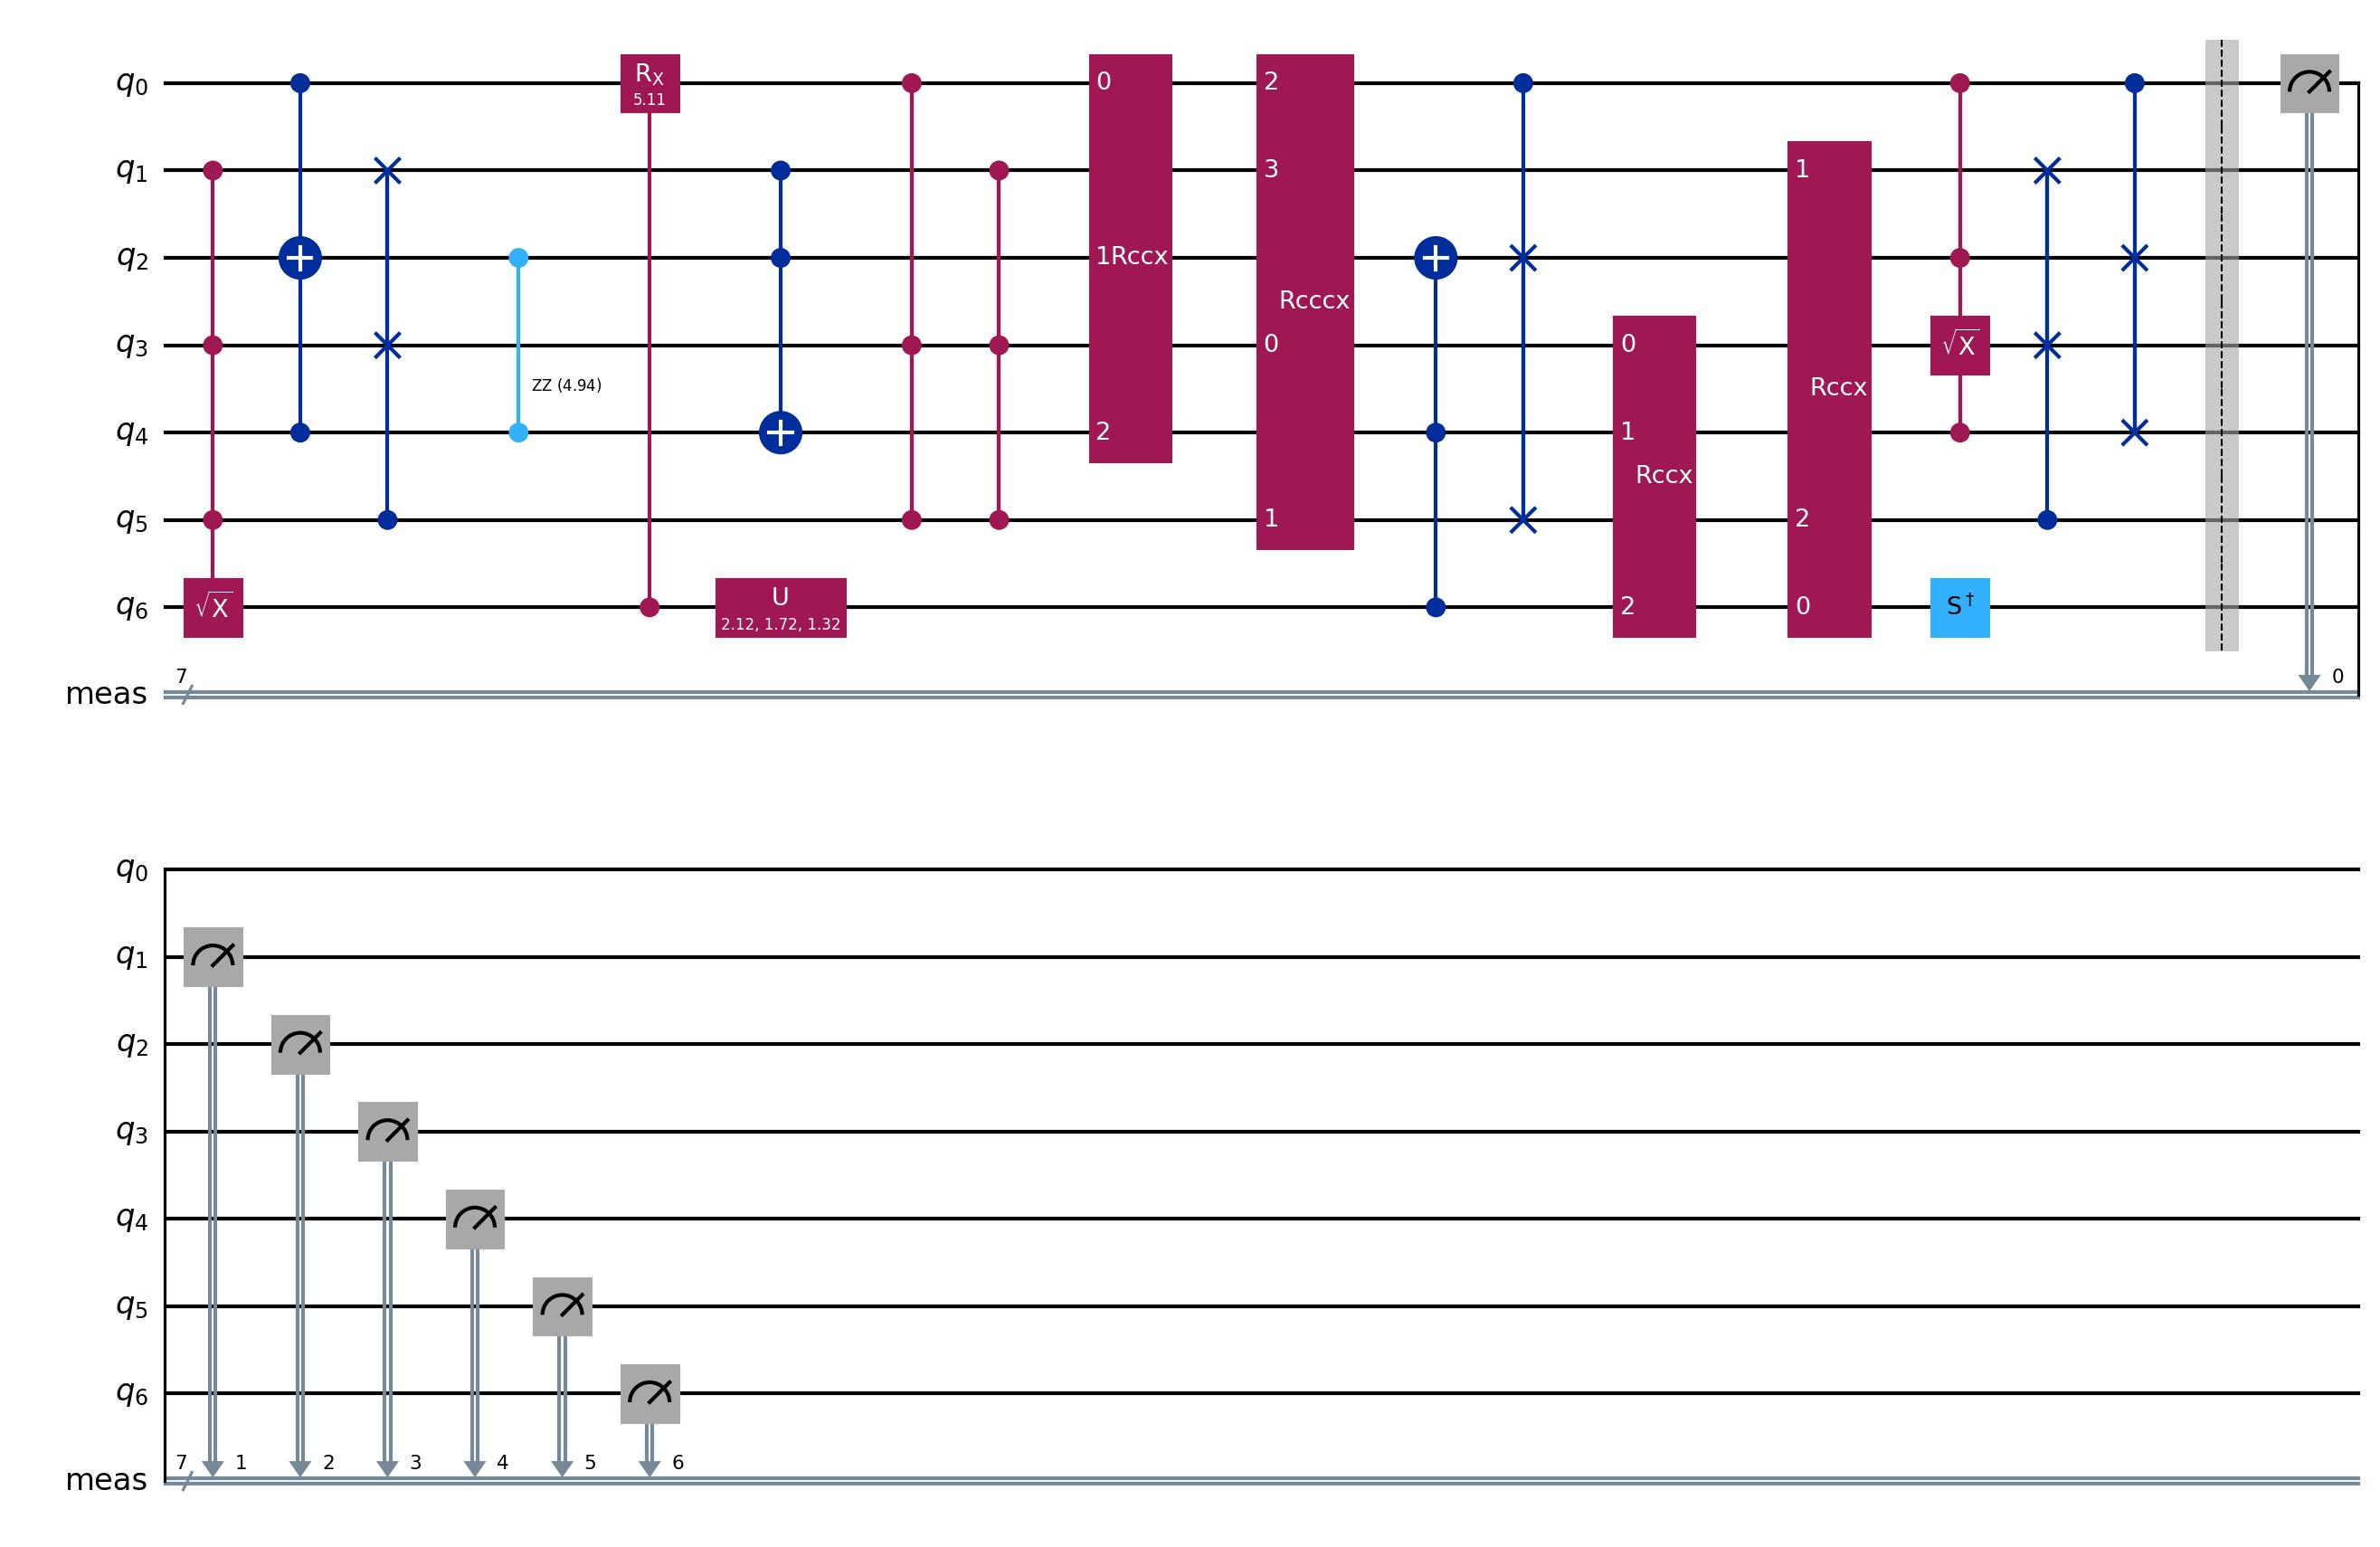 q0 Rx 5.11 0 2
q1 3 1
q2 1Rccx
Rcccx
q3 0 0 √X
ZZ (4.94) Rccx
q4 2 1
Rccx
q5 1 2
q6 √X U 2.12, 1.72, 1.32 2 0 S†
7 0
meas
q0
q1
q2
q3
q4
q5
q6
7 1 2 3 4 5 6
meas